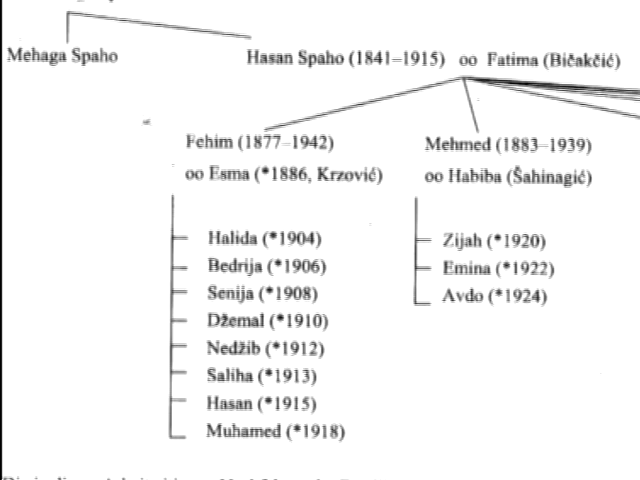 Mehaga Spaho
Hasan Spaho (1841–1915) oo Fatima (Bičakčić)
Fehim (1877–1942)
oo Esma (*1886, Krzović)
Halida (*1904)
Bedrija (*1906)
Senija (*1908)
Džemal (*1910)
Nedžib (*1912)
Saliha (*1913)
Hasan (*1915)
Muhamed (*1918)
Mehmed (1883–1939)
oo Habiba (Šahinagić)
Zijah (*1920)
Emina (*1922)
Avdo (*1924)